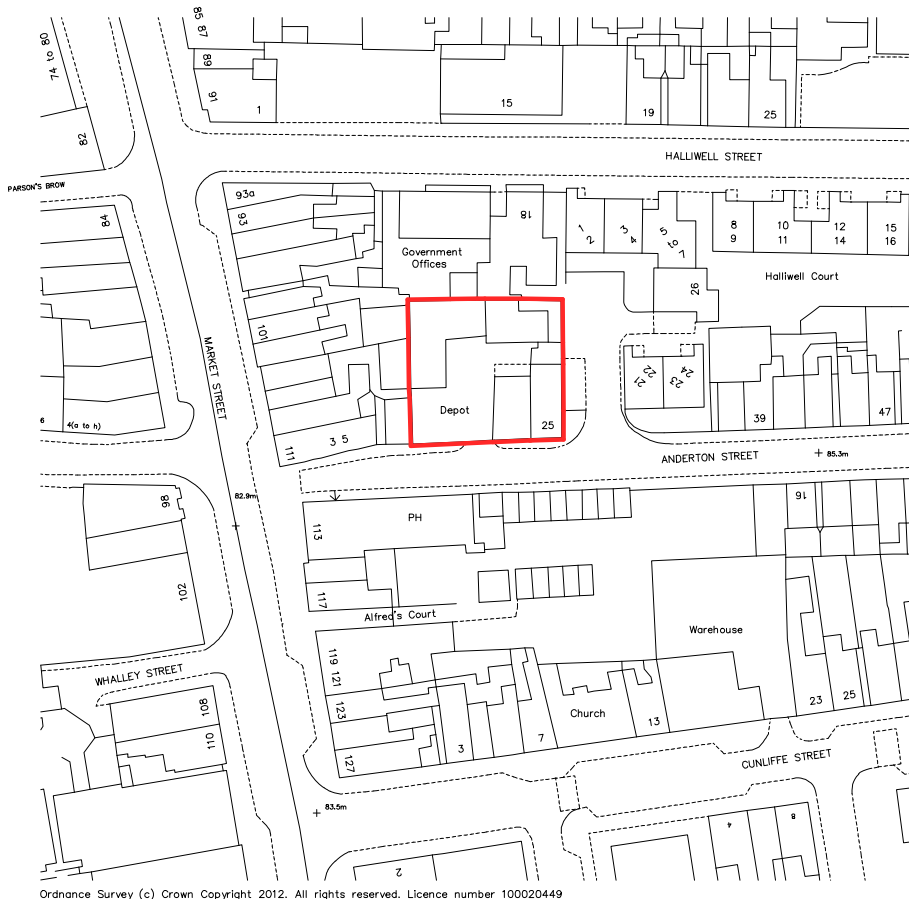 85 87
74 to 80
89
91
1
15
19
25
82
HALLIWELL STREET
PARSON'S BROW
93a
93
84
18
1
2
3
4
5
to
7
8
9
10
11
12
14
15
16
Government
Offices
Halliwell Court
26
101
MARKET STREET
21
22
23
24
Depot
25
39
47
6
4(a to h)
3 5
111
ANDERTON STREET
85.3m
82.9m
98
16
113
PH
102
117
Alfred's Court
Warehouse
119 121
WHALLEY STREET
123
108
110
127
3
7
Church
13
23
25
CUNLIFFE STREET
83.5m
4
8
2
Ordnance Survey (c) Crown Copyright 2012. All rights reserved. Licence number 100020449